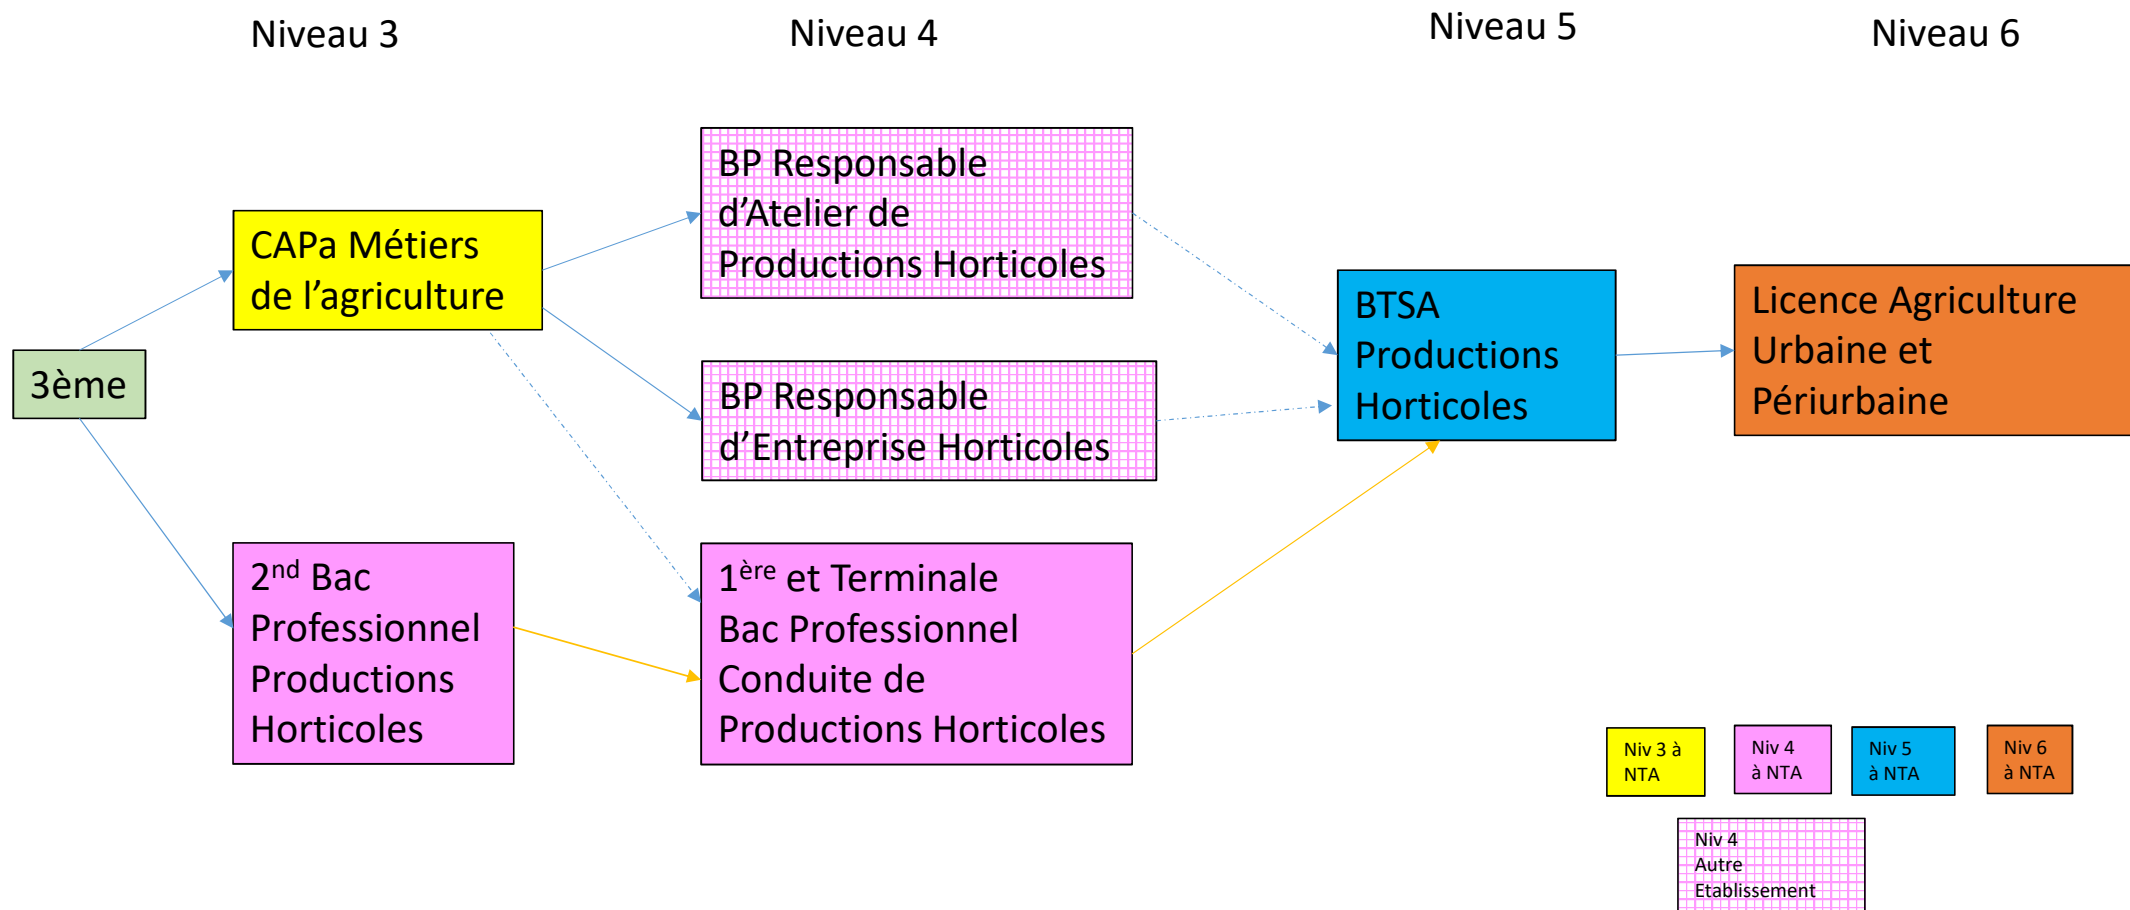 Niveau 3
Niveau 4
Niveau 5
Niveau 6
BP Responsable
d’Atelier de
Productions Horticoles
CAPa Métiers
de l’agriculture
3ème
BP Responsable
d’Entreprise Horticoles
BTSA
Productions
Horticoles
Licence Agriculture
Urbaine et
Périurbaine
2nd Bac
Professionnel
Productions
Horticoles
1ère et Terminale
Bac Professionnel
Conduite de
Productions Horticoles
Niv 3 à
NTA
Niv 4
à NTA
Niv 5
à NTA
Niv 6
à NTA
Niv 4
Autre
Etablissement